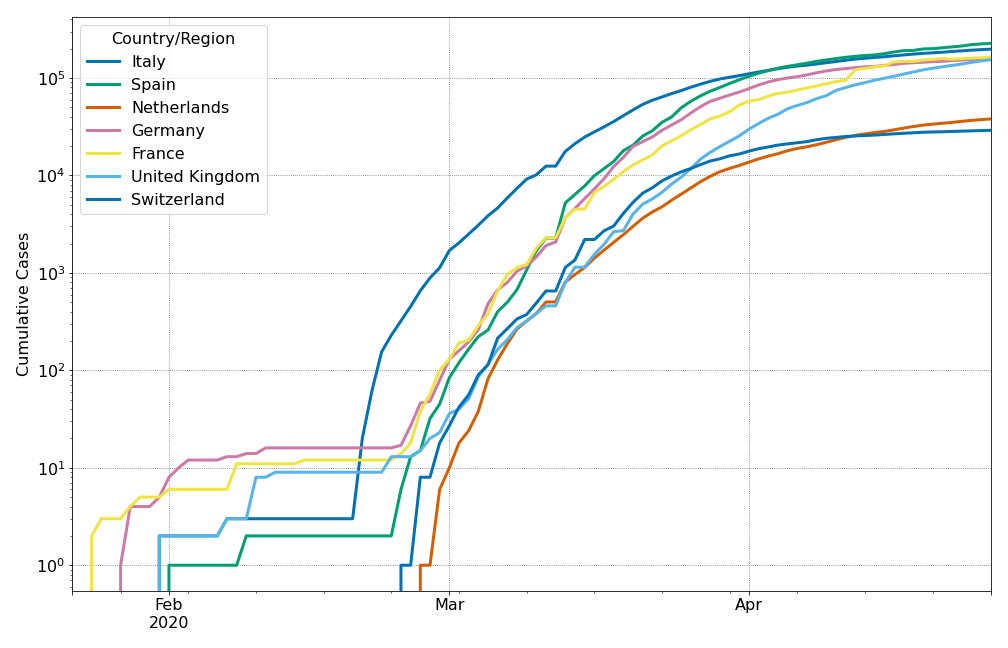 Country/Region
Italy
Spain
Netherlands
Germany
France
United Kingdom
Switzerland
Cumulative Cases
10⁵
10⁴
10³
10²
10¹
10⁰
Feb
2020
Mar
Apr